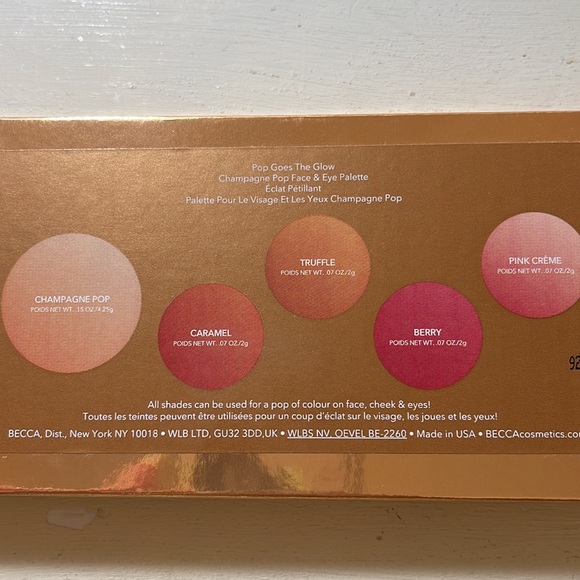 Pop Goes The Glow
Champagne Pop Face & Eye Palette
Éclat Pétillant
Palette Pour Le Visage Et Les Yeux Champagne Pop
CHAMPAGNE POP
POIDS NET WT. .15 OZ/4.25g
CARAMEL
POIDS NET WT. .07 OZ/2g
TRUFFLE
POIDS NET WT. .07 OZ/2g
BERRY
POIDS NET WT. .07 OZ/2g
PINK CRÈME
POIDS NET WT. .07 OZ/2g
92
All shades can be used for a pop of colour on face, cheek & eyes!
Toutes les teintes peuvent être utilisées pour un coup d'éclat sur le visage, les joues et les yeux!
BECCA, Dist., New York NY 10018 • WLB LTD, GU32 3DD,UK • WLBS NV. OEVEL BE-2260 • Made in USA • BECCAcosmetics.com